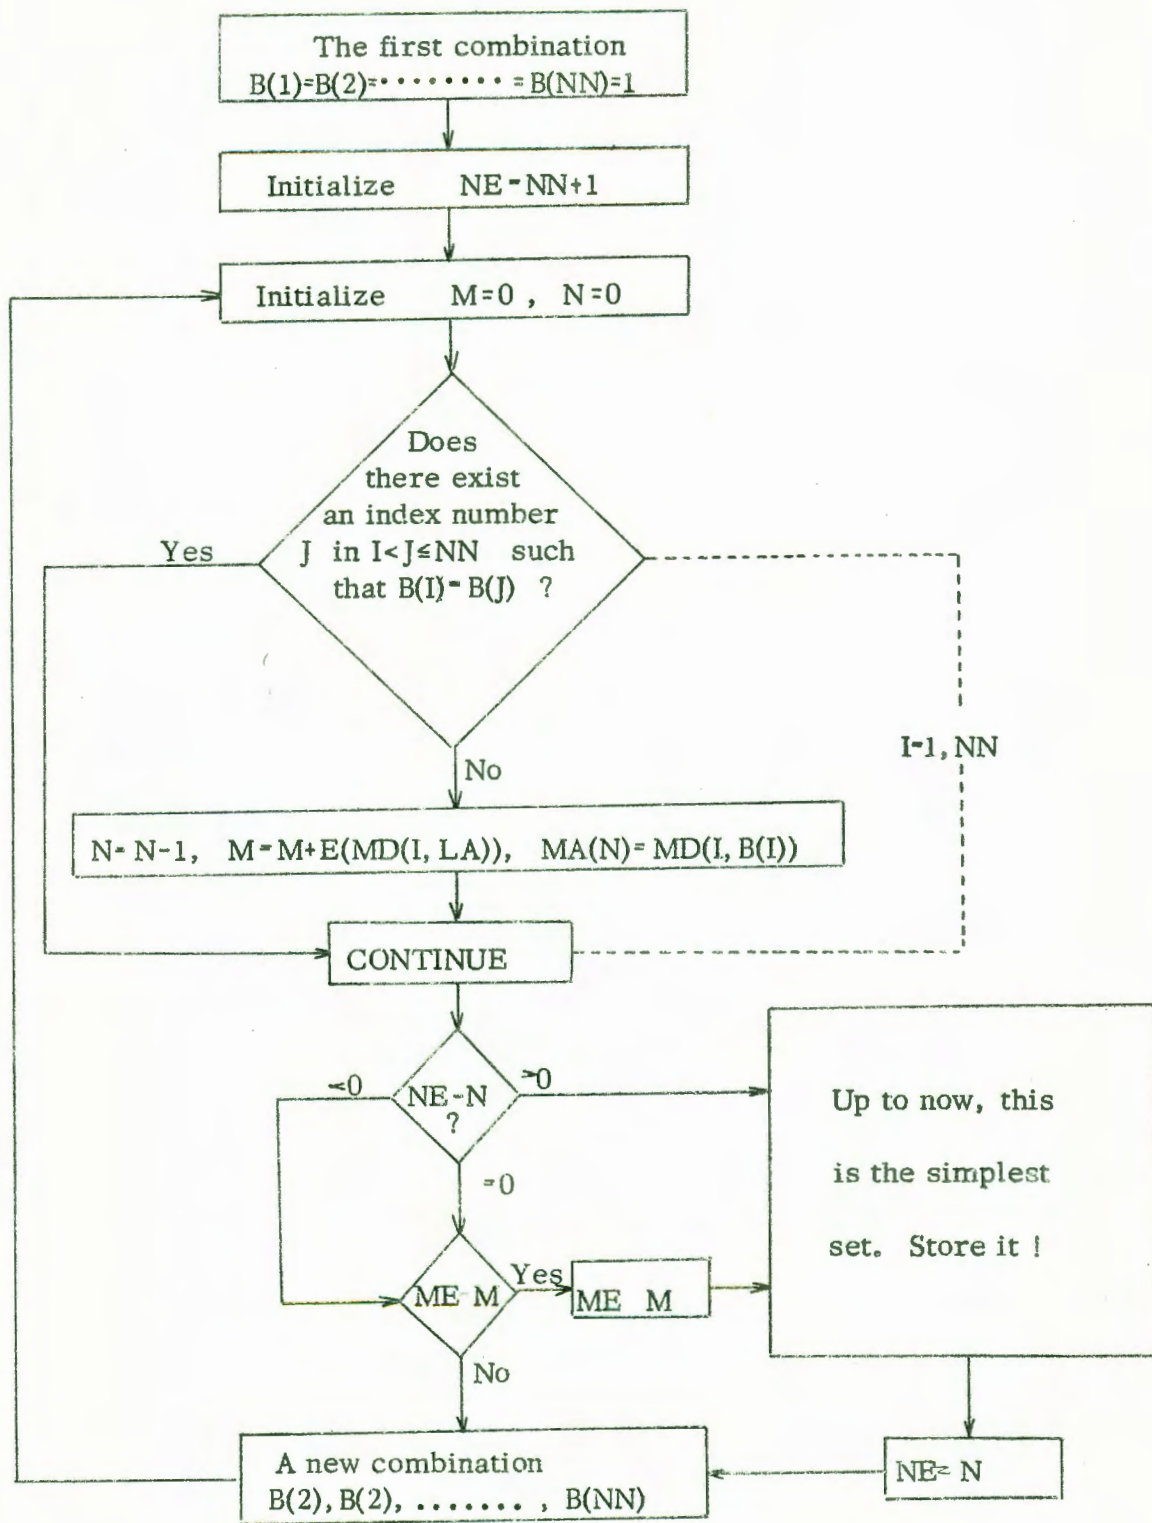 The first combination
B(1)=B(2)=········=B(NN)=1
Initialize NE-NN+1
Initialize M=0 , N=0
Does
there exist
an index number
J in I<J≤NN such
that B(I)-B(J) ?
Yes
No
I-1, NN
N- N-1, M=M+E(MD(I, LA)), MA(N)=MD(I, B(I))
CONTINUE
<0
NE-N
?
>0
=0
Up to now, this
is the simplest
set. Store it !
ME-M
Yes
ME M
No
A new combination
B(2), B(2), ......., B(NN)
NE= N